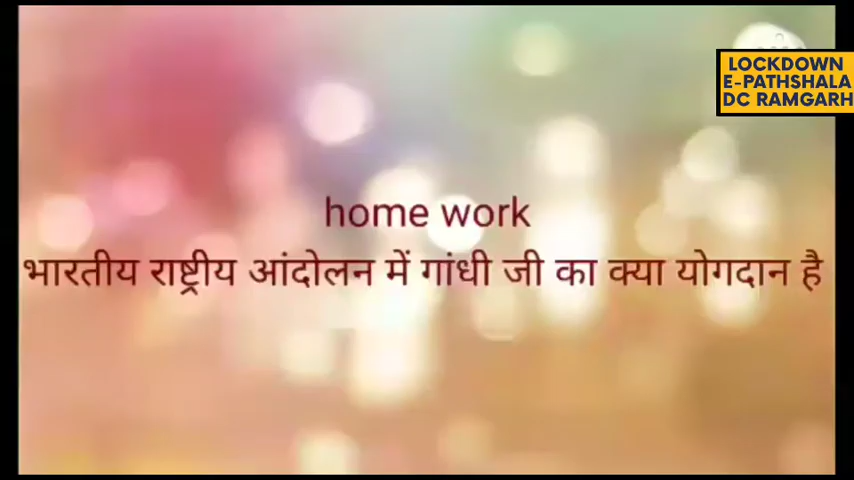 LOCKDOWN
E-PATHSHALA
DC RAMGARH
home work
भारतीय राष्ट्रीय आंदोलन में गांधी जी का क्या योगदान है